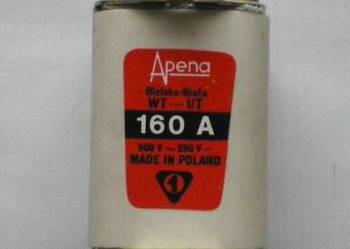 Apena
Bielsko-Biała
WT — 1/T
160 A
500 V ~ 250 V —
MADE IN POLAND
1